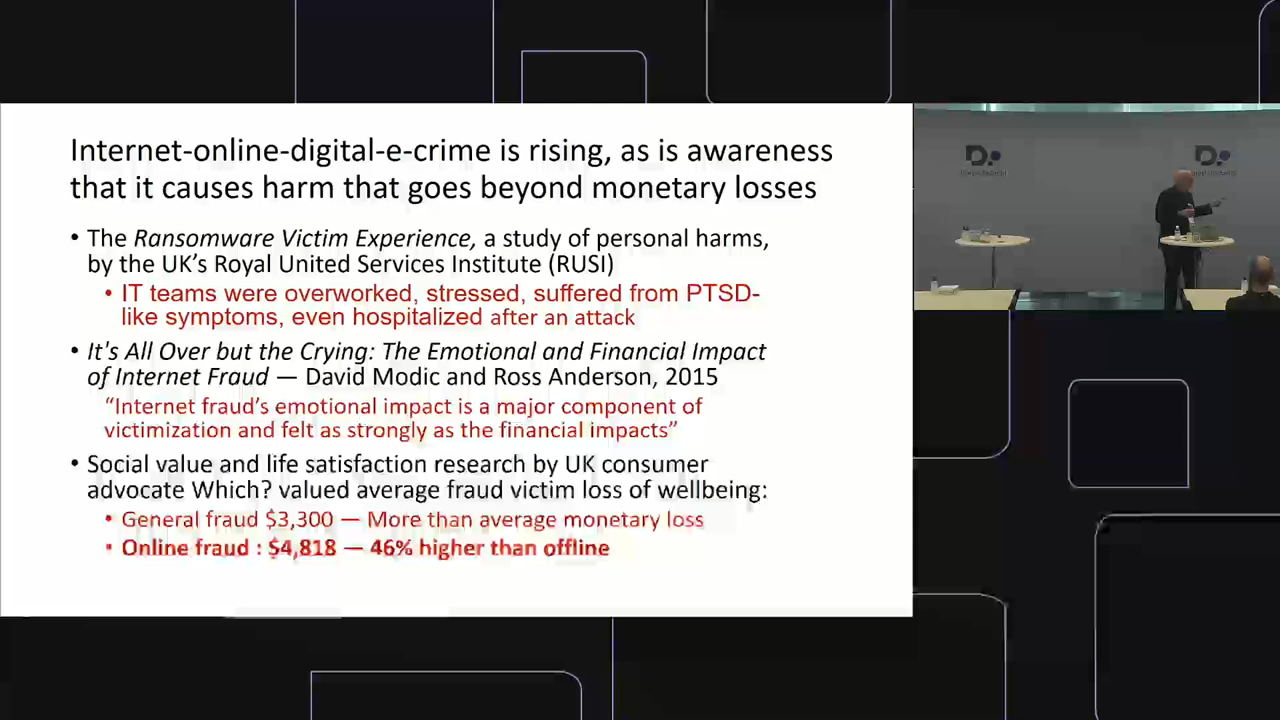 Internet-online-digital-e-crime is rising, as is awareness
that it causes harm that goes beyond monetary losses
• The Ransomware Victim Experience, a study of personal harms,
by the UK's Royal United Services Institute (RUSI)
• IT teams were overworked, stressed, suffered from PTSD-
like symptoms, even hospitalized after an attack
• It's All Over but the Crying: The Emotional and Financial Impact
of Internet Fraud — David Modic and Ross Anderson, 2015
“Internet fraud's emotional impact is a major component of
victimization and felt as strongly as the financial impacts”
• Social value and life satisfaction research by UK consumer
advocate Which? valued average fraud victim loss of wellbeing:
• General fraud $3,300 — More than average monetary loss
• Online fraud : $4,818 — 46% higher than offline
D.
D.